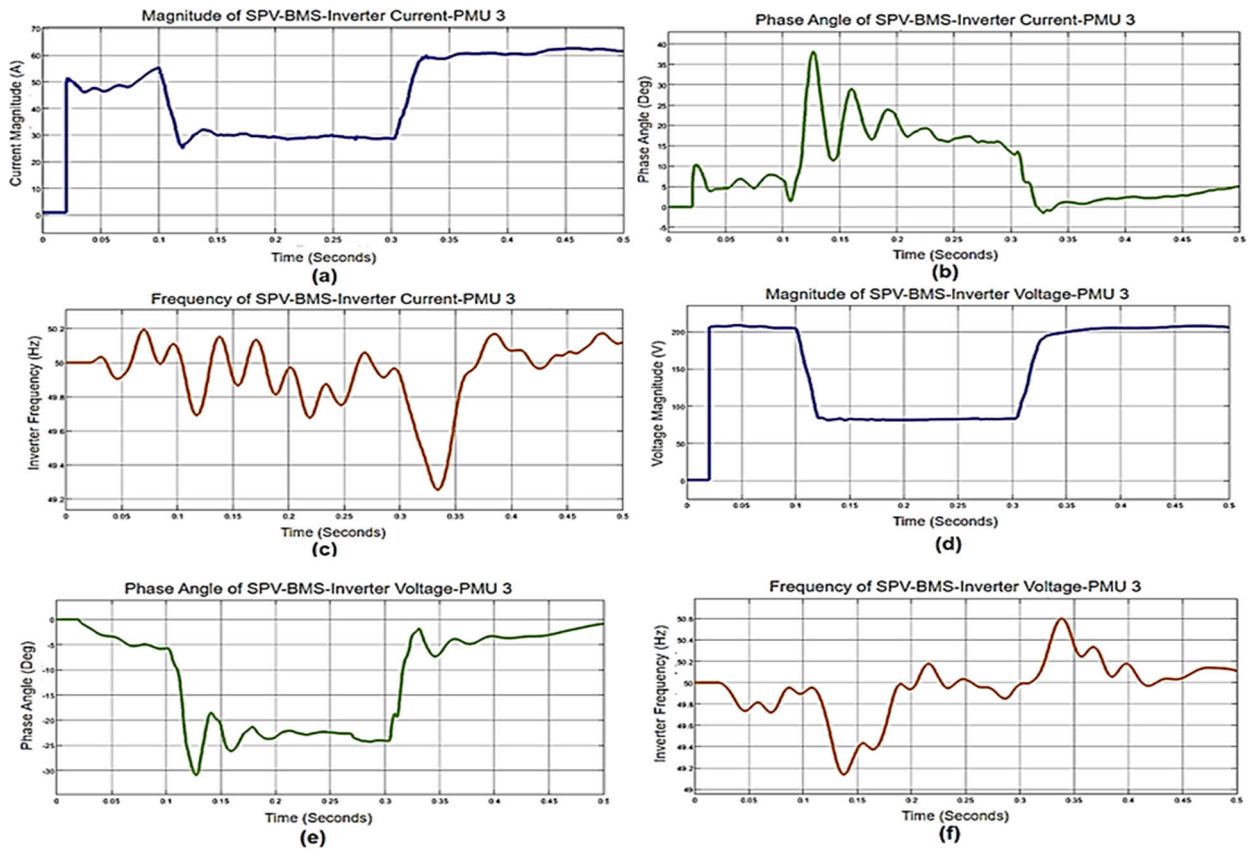 Magnitude of SPV-BMS-Inverter Current-PMU 3
Current Magnitude (A)
70
60
50
40
30
20
10
0
0 0.05 0.1 0.15 0.2 0.25 0.3 0.35 0.4 0.45 0.5
Time (Seconds)
(a)
Phase Angle of SPV-BMS-Inverter Current-PMU 3
Phase Angle (Deg)
40
35
30
25
20
15
10
5
0
-5
0 0.05 0.1 0.15 0.2 0.25 0.3 0.35 0.4 0.45 0.5
Time (Seconds)
(b)
Frequency of SPV-BMS-Inverter Current-PMU 3
Inverter Frequency (Hz)
50.2
50
49.8
49.6
49.4
49.2
0 0.05 0.1 0.15 0.2 0.25 0.3 0.35 0.4 0.45 0.5
Time (Seconds)
(c)
Magnitude of SPV-BMS-Inverter Voltage-PMU 3
Voltage Magnitude (V)
200
150
100
50
0
0 0.05 0.1 0.15 0.2 0.25 0.3 0.35 0.4 0.45 0.5
Time (Seconds)
(d)
Phase Angle of SPV-BMS-Inverter Voltage-PMU 3
Phase Angle (Deg)
0
-5
-10
-15
-20
-25
-30
0 0.05 0.1 0.15 0.2 0.25 0.3 0.35 0.4 0.45 0.5
Time (Seconds)
(e)
Frequency of SPV-BMS-Inverter Voltage-PMU 3
Inverter Frequency (Hz)
50.6
50.4
50.2
50
49.8
49.6
49.4
49.2
49
0 0.05 0.1 0.15 0.2 0.25 0.3 0.35 0.4 0.45 0.5
Time (Seconds)
(f)